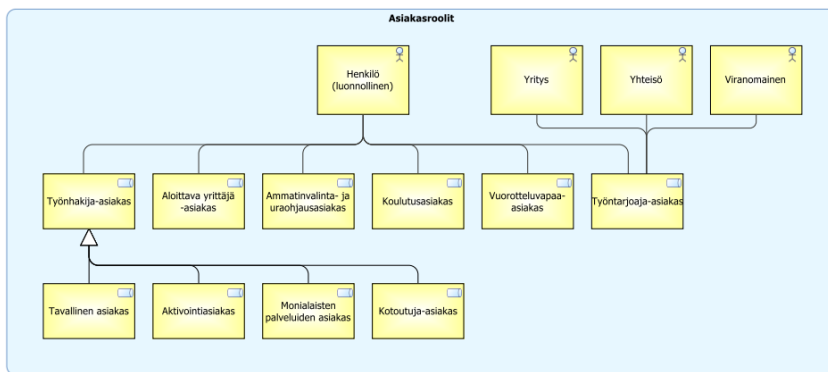 Asiakasroolit
Henkilö
(luonnollinen)
Yritys
Yhteisö
Viranomainen
Työnhakija-asiakas
Aloittava yrittäjä
-asiakas
Ammatinvalinta- ja
uraohjausasiakas
Koulutusasiakas
Vuorotteluvapaa-
asiakas
Työntarjoaja-asiakas
Tavallinen asiakas
Aktivointiasiakas
Monialaisten
palveluiden asiakas
Kotoutuja-asiakas